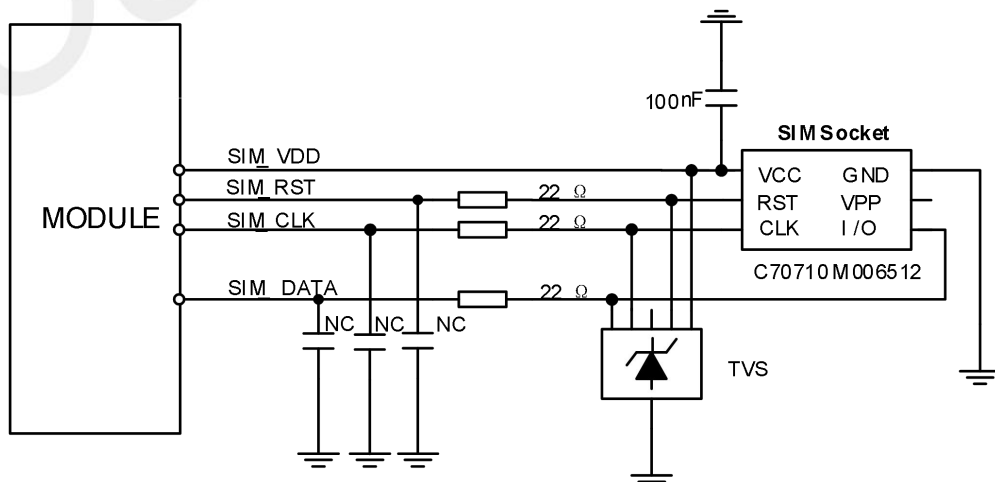 100nF
SIM Socket
MODULE
SIM_VDD
SIM_RST
SIM_CLK
SIM_DATA
22 Ω
22 Ω
22 Ω
VCC GND
RST VPP
CLK I/O
C70710M006512
NC NC NC
TVS